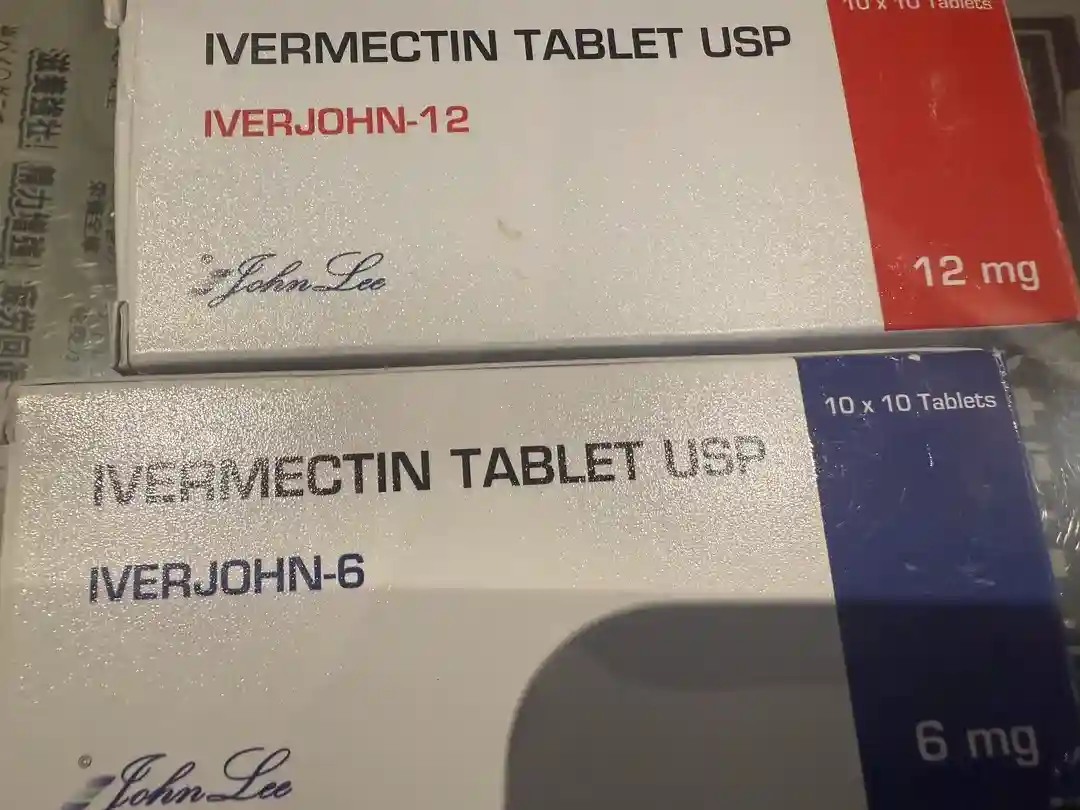 10 x 10 Tablets
IVERMECTIN TABLET USP
IVERJOHN-12
John Lee
12 mg
10 x 10 Tablets
IVERMECTIN TABLET USP
IVERJOHN-6
6 mg
© John Lee